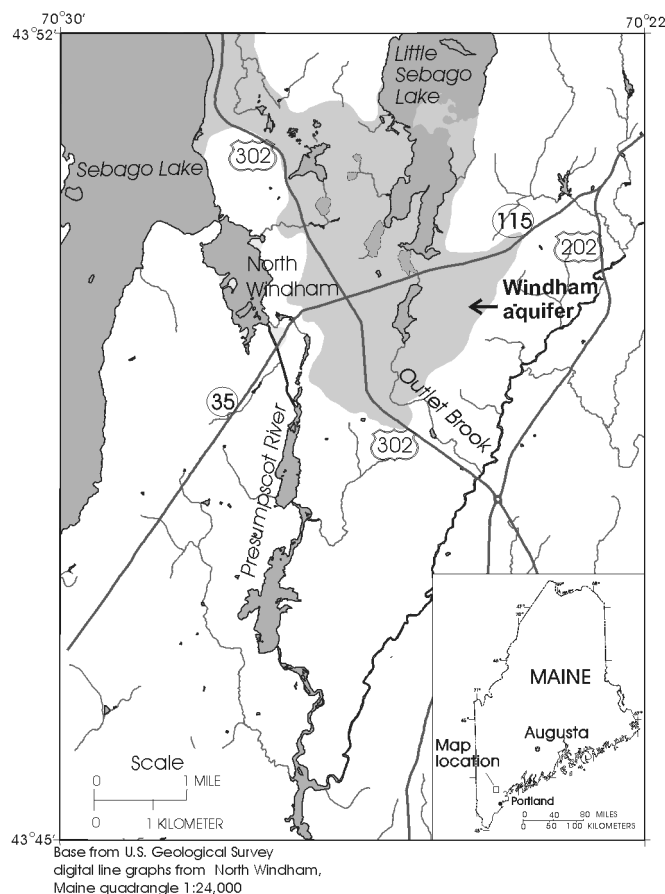 70°30'
70°22
43°52'
Little
Sebago
Lake
302
Sebago Lake
115
202
North
Windham
Windham
aquifer
35
Outlet Brook
302
Presumpscot River
MAINE
Augusta
Map
location
Portland
0 40 80 MILES
0 50 100 KILOMETERS
Scale
0 1 MILE
0 1 KILOMETER
43°45'
Base from U.S. Geological Survey
digital line graphs from North Windham,
Maine quadrangle 1:24,000